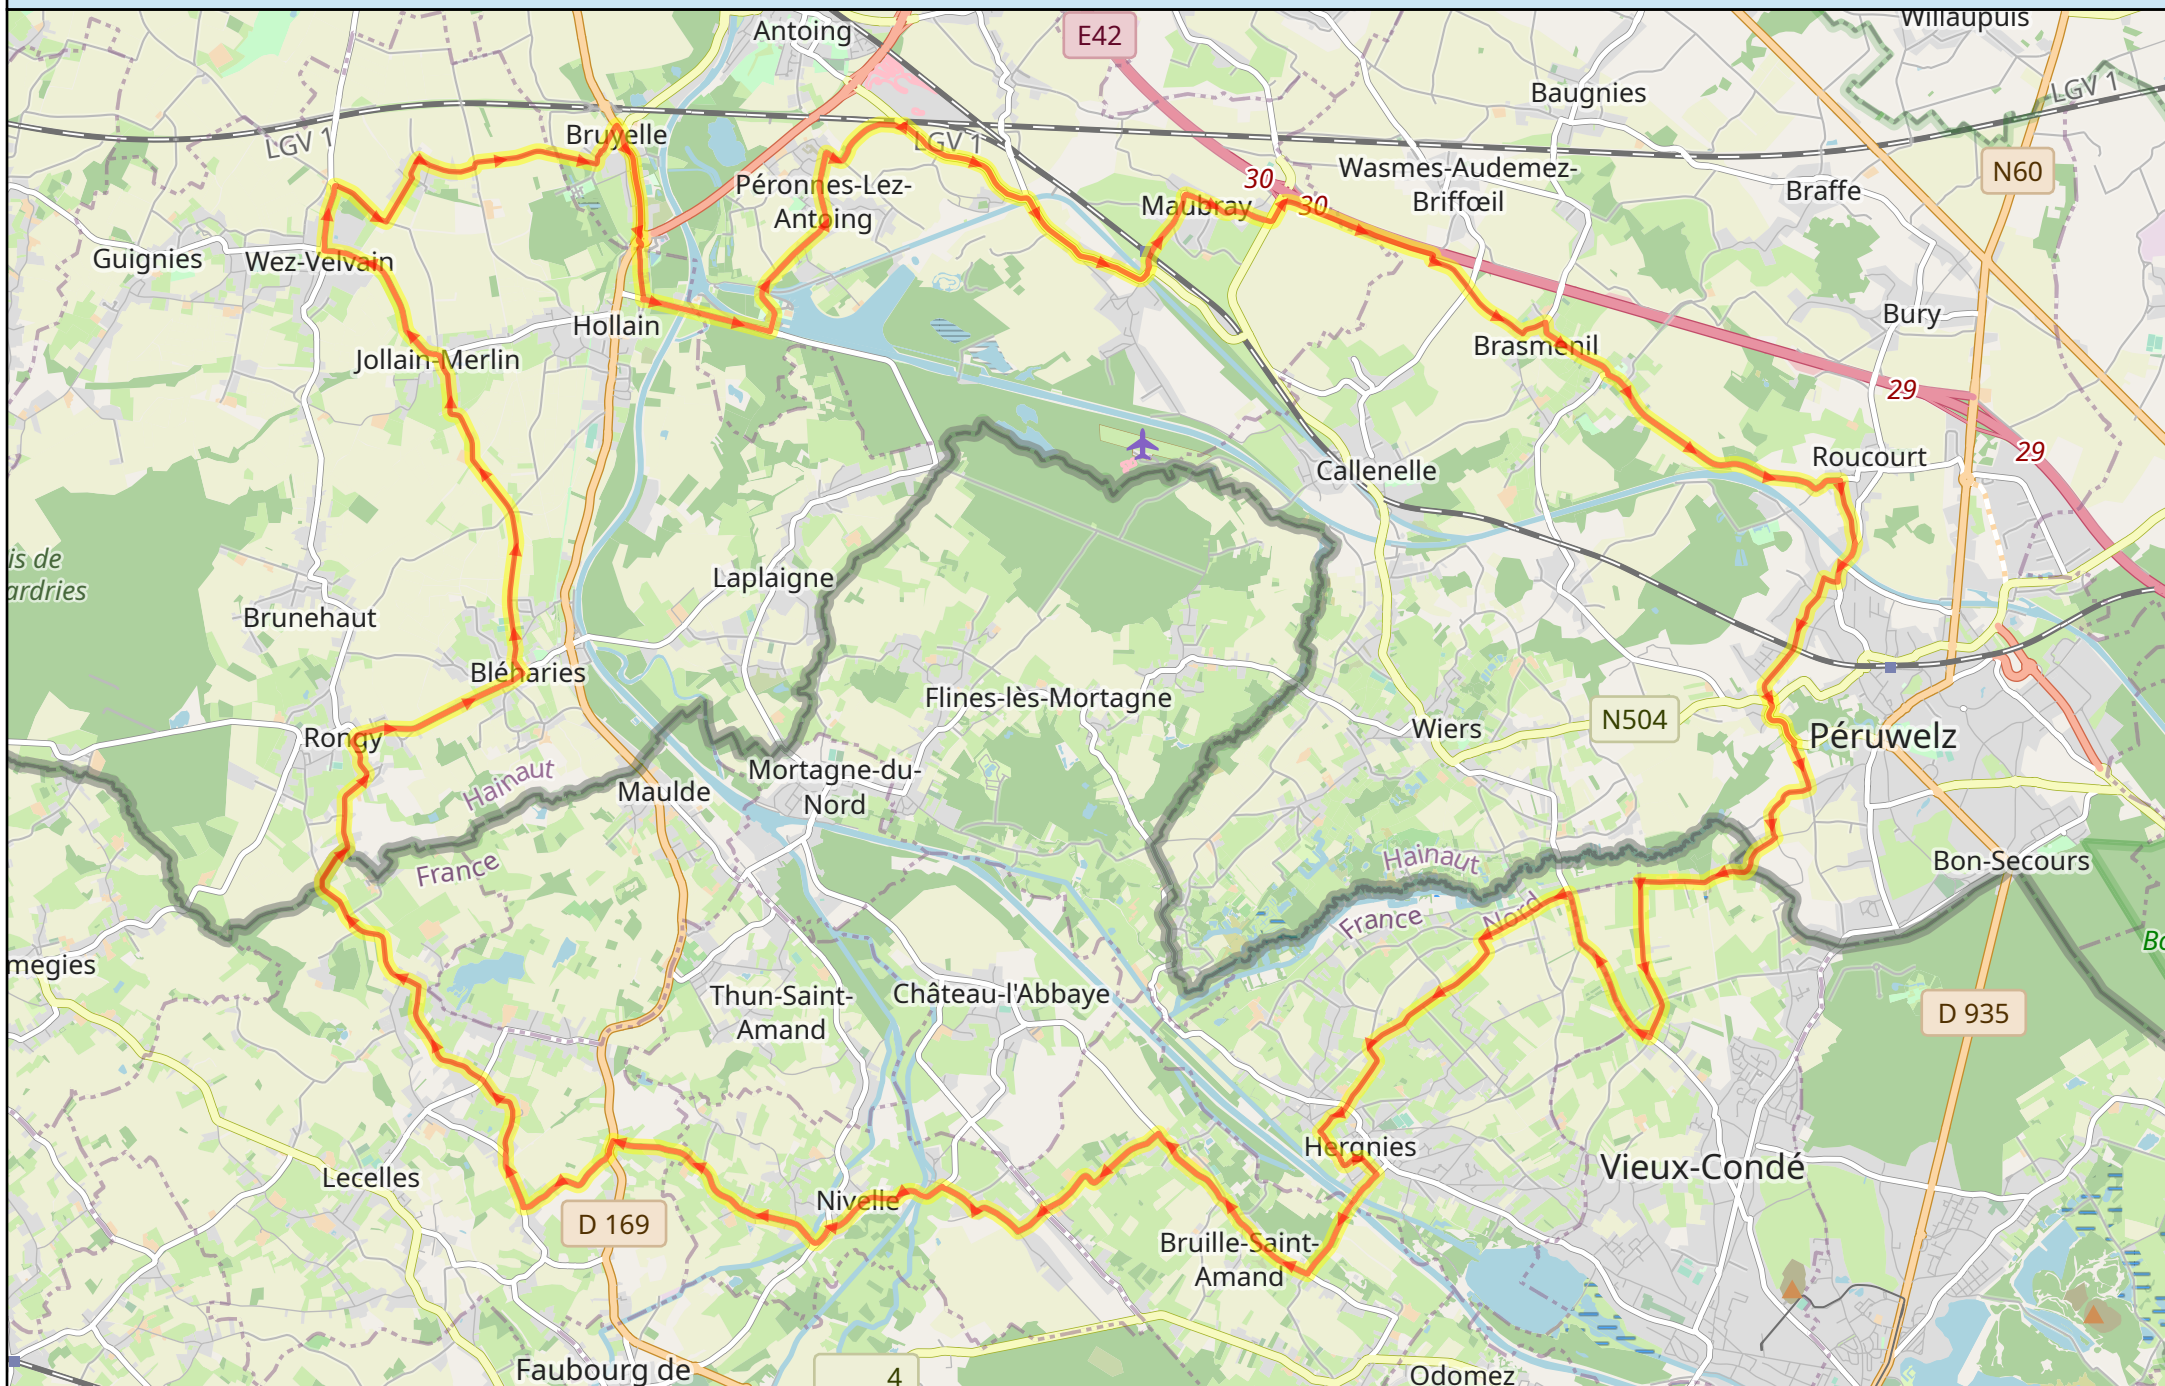 Willaupuis
Antoing
E42
Baugnies
LGV 1
Bruyelle
LGV 1
LGV 1
Wasmes-Audemez-
Briffœil
N60
30
30
Braffe
Péronnes-Lez-
Antoing
Maubray
Guignies
Wez-Velvain
Bury
Hollain
Jollain-Merlin
Brasmenil
29
29
Roucourt
Callenelle
is de
ardries
Laplaigne
Brunehaut
Bléharies
Flines-lès-Mortagne
N504
Wiers
Rongy
Péruwelz
Hainaut
Mortagne-du-
Nord
Maulde
France
Hainaut
Bon-Secours
France
Nord
Bo
megies
Thun-Saint-
Amand
Château-l'Abbaye
D 935
Hergnies
Vieux-Condé
Lecelles
Nivelle
D 169
Bruille-Saint-
Amand
Faubourg de
4
Odomez